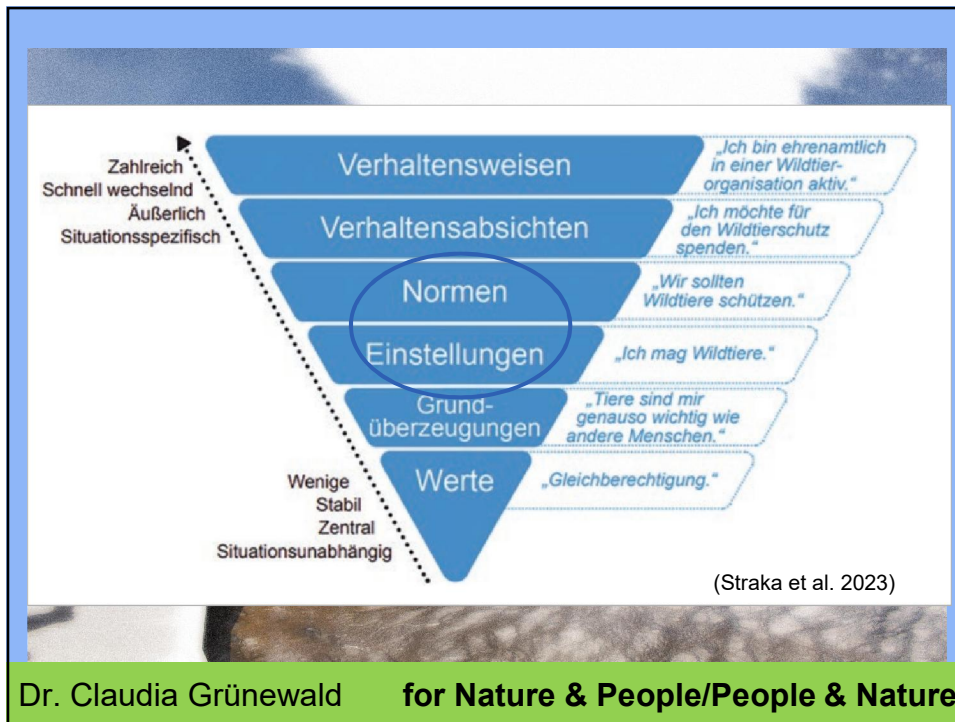 Zahlreich
Schnell wechselnd
Äußerlich
Situationsspezifisch
Verhaltensweisen
„Ich bin ehrenamtlich
in einer Wildtier-
organisation aktiv.“
Verhaltensabsichten
„Ich möchte für
den Wildtierschutz
spenden.“
Normen
„Wir sollten
Wildtiere schützen.“
Einstellungen
„Ich mag Wildtiere.“
Grund-
überzeugungen
„Tiere sind mir
genauso wichtig wie
andere Menschen.“
Wenige
Stabil
Zentral
Situationsunabhängig
Werte
„Gleichberechtigung.“
(Straka et al. 2023)
Dr. Claudia Grünewald for Nature & People/People & Nature